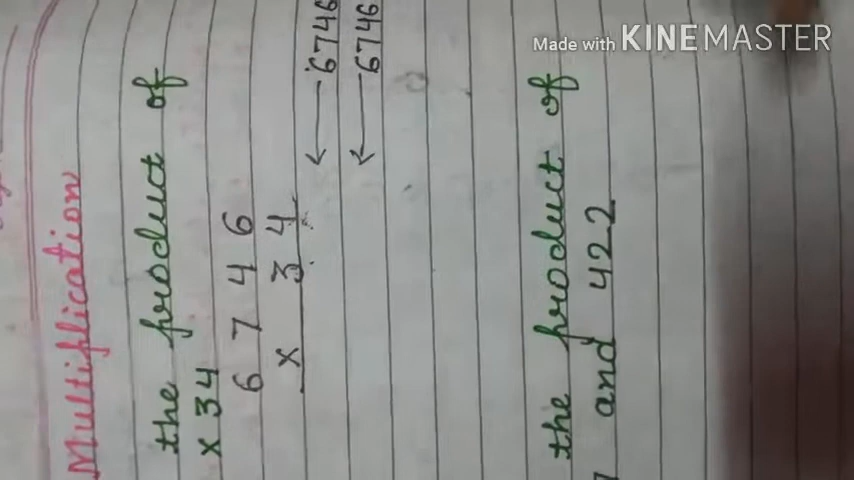 Made with KINEMASTER
Multiplication
the product of
x 34
6 7 4 6
x 3 4
← 6746
← 6746
the product of
and 422